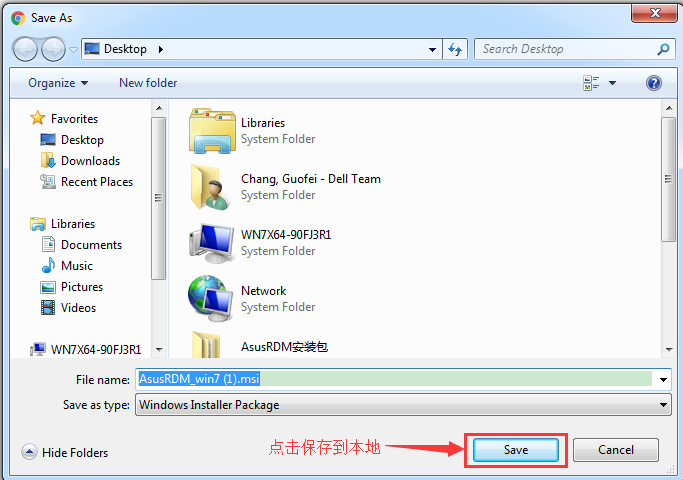 Save As
Desktop
Search Desktop
Organize
New folder
Favorites
Desktop
Downloads
Recent Places
Libraries
Documents
Music
Pictures
Videos
WN7X64-90FJ3R1
Libraries
System Folder
Chang, Guofei - Dell Team
System Folder
WN7X64-90FJ3R1
System Folder
Network
System Folder
AsusRDM安装包
File name: AsusRDM_win7 (1).msi
Save as type: Windows Installer Package
Hide Folders
点击保存到本地
Save
Cancel